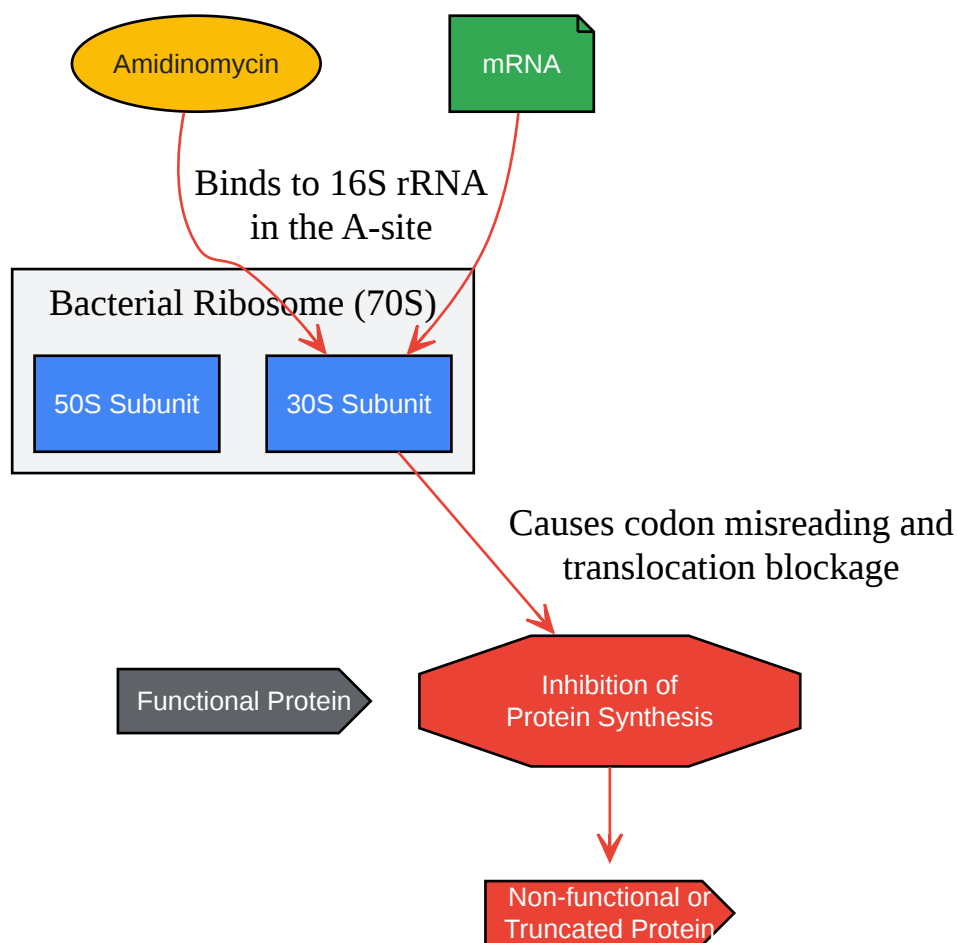 Amidinomycin
mRNA
Binds to 16S rRNA
in the A-site
Bacterial Ribosome (70S)
50S Subunit
30S Subunit
Causes codon misreading and
translocation blockage
Functional Protein
Inhibition of
Protein Synthesis
Non-functional or
Truncated Protein